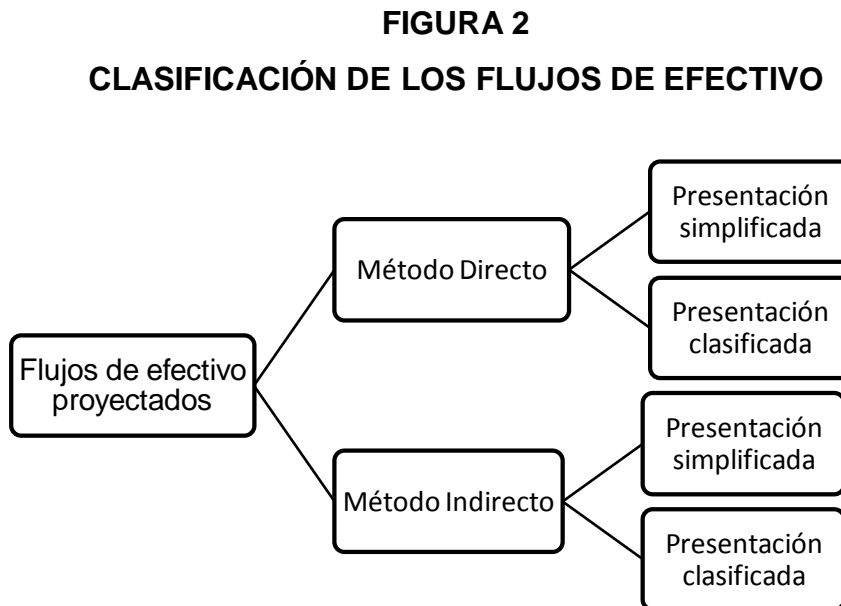 FIGURA 2
CLASIFICACIÓN DE LOS FLUJOS DE EFECTIVO
Flujos de efectivo
proyectados
Método Directo
Presentación
simplificada
Presentación
clasificada
Método Indirecto
Presentación
simplificada
Presentación
clasificada